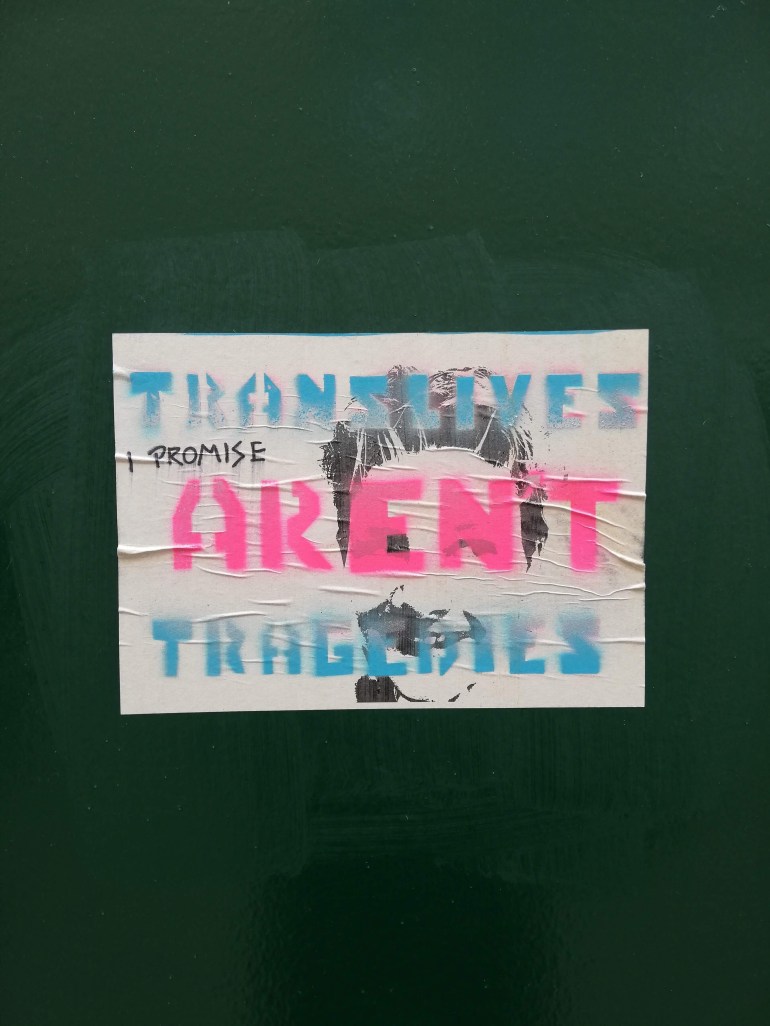 TRANS LIVES
I PROMISE
AREN'T
TRAGEDIES